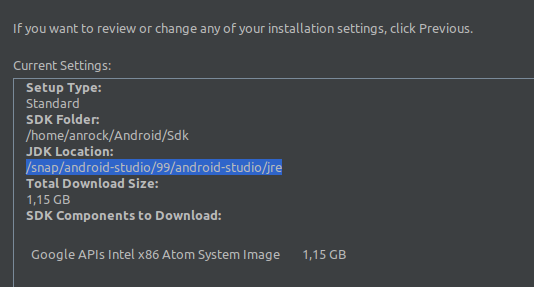 If you want to review or change any of your installation settings, click Previous.
Current Settings:
Setup Type:
Standard
SDK Folder:
/home/anrock/Android/Sdk
JDK Location:
/snap/android-studio/99/android-studio/jre
Total Download Size:
1,15 GB
SDK Components to Download:
Google APIs Intel x86 Atom System Image 1,15 GB